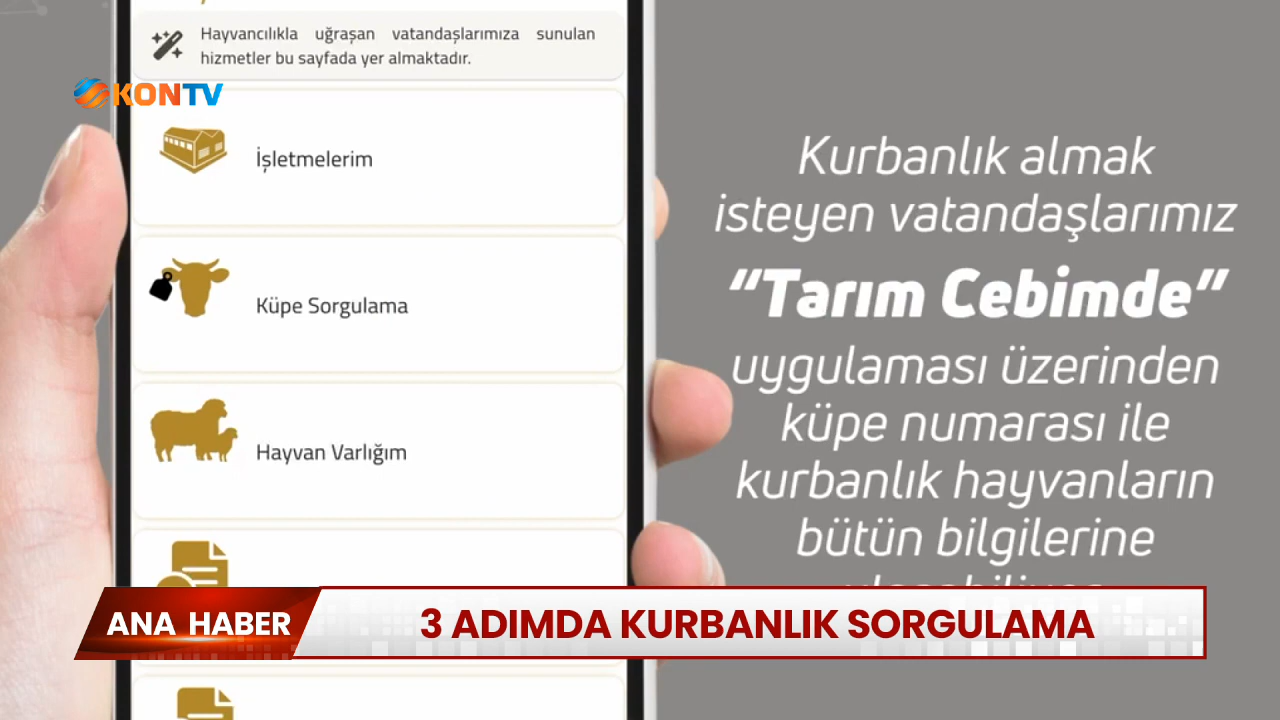 Hayvancılıkla uğraşan vatandaşlarımıza sunulan
hizmetler bu sayfada yer almaktadır.
KONTV
İşletmelerim
Küpe Sorgulama
Hayvan Varlığım
Kurbanlık almak
isteyen vatandaşlarımız
“Tarım Cebimde”
uygulaması üzerinden
küpe numarası ile
kurbanlık hayvanların
bütün bilgilerine
ANA HABER
3 ADIMDA KURBANLIK SORGULAMA